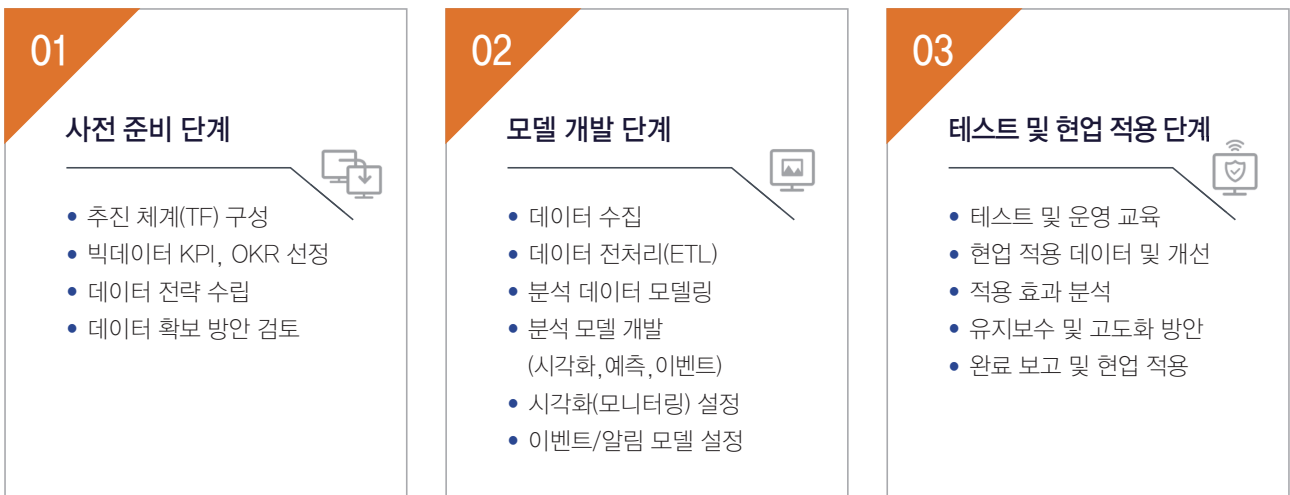 01
사전 준비 단계
• 추진 체계(TF) 구성
• 빅데이터 KPI, OKR 선정
• 데이터 전략 수립
• 데이터 확보 방안 검토
02
모델 개발 단계
• 데이터 수집
• 데이터 전처리(ETL)
• 분석 데이터 모델링
• 분석 모델 개발
(시각화,예측,이벤트)
• 시각화(모니터링) 설정
• 이벤트/알림 모델 설정
03
테스트 및 현업 적용 단계
• 테스트 및 운영 교육
• 현업 적용 데이터 및 개선
• 적용 효과 분석
• 유지보수 및 고도화 방안
• 완료 보고 및 현업 적용